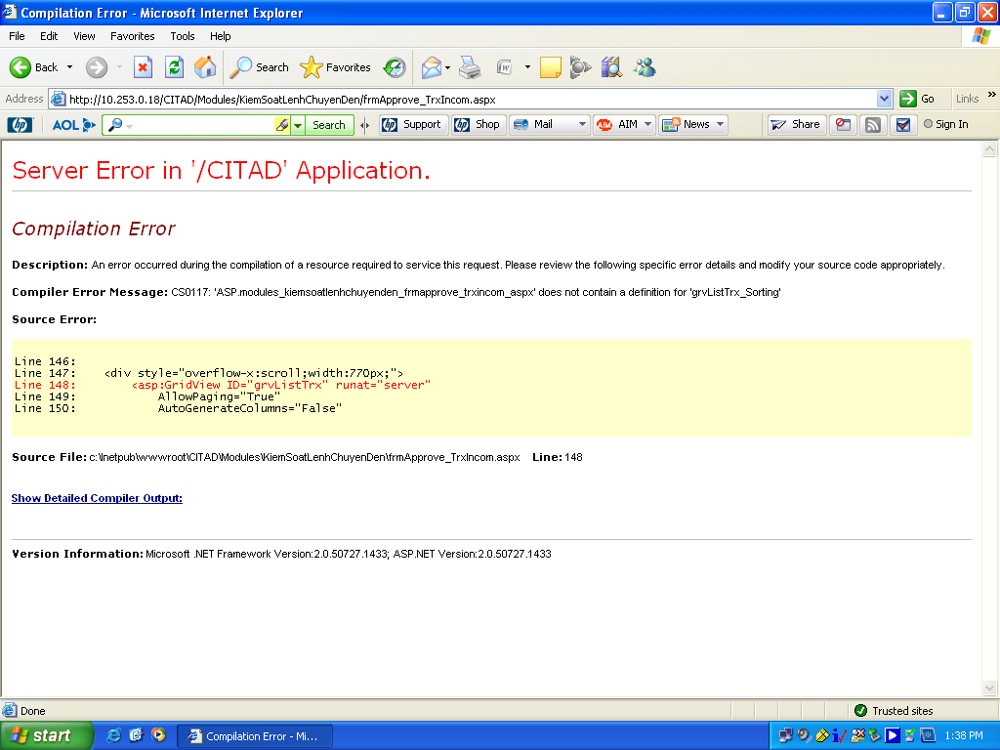 Compilation Error - Microsoft Internet Explorer
File Edit View Favorites Tools Help
Back Search Favorites
Address http://10.253.0.18/CITAD/Modules/KiemSoatLenhChuyenDen/frmApprove_TrxIncom.aspx Go Links »
hp AOL Search hp Support hp Shop Mail AIM AIM News Share Sign In
Server Error in '/CITAD' Application.
Compilation Error
Description: An error occurred during the compilation of a resource required to service this request. Please review the following specific error details and modify your source code appropriately.
Compiler Error Message: CS0117: 'ASP.modules_kiemsoatlenhchuyenden_frmapprove_trxincom_aspx' does not contain a definition for 'grvListTrx_Sorting'
Source Error:
Line 146:
Line 147: <div style="overflow-x:scroll;width:770px;">
Line 148: <asp:GridView ID="grvListTrx" runat="server"
Line 149: AllowPaging="True"
Line 150: AutoGenerateColumns="False"
Source File: c:\Inetpub\wwwroot\CITAD\Modules\KiemSoatLenhChuyenDen\frmApprove_TrxIncom.aspx Line: 148
Show Detailed Compiler Output:
Version Information: Microsoft .NET Framework Version:2.0.50727.1433; ASP.NET Version:2.0.50727.1433
Done Trusted sites
start Compilation Error - Mi... 1:38 PM